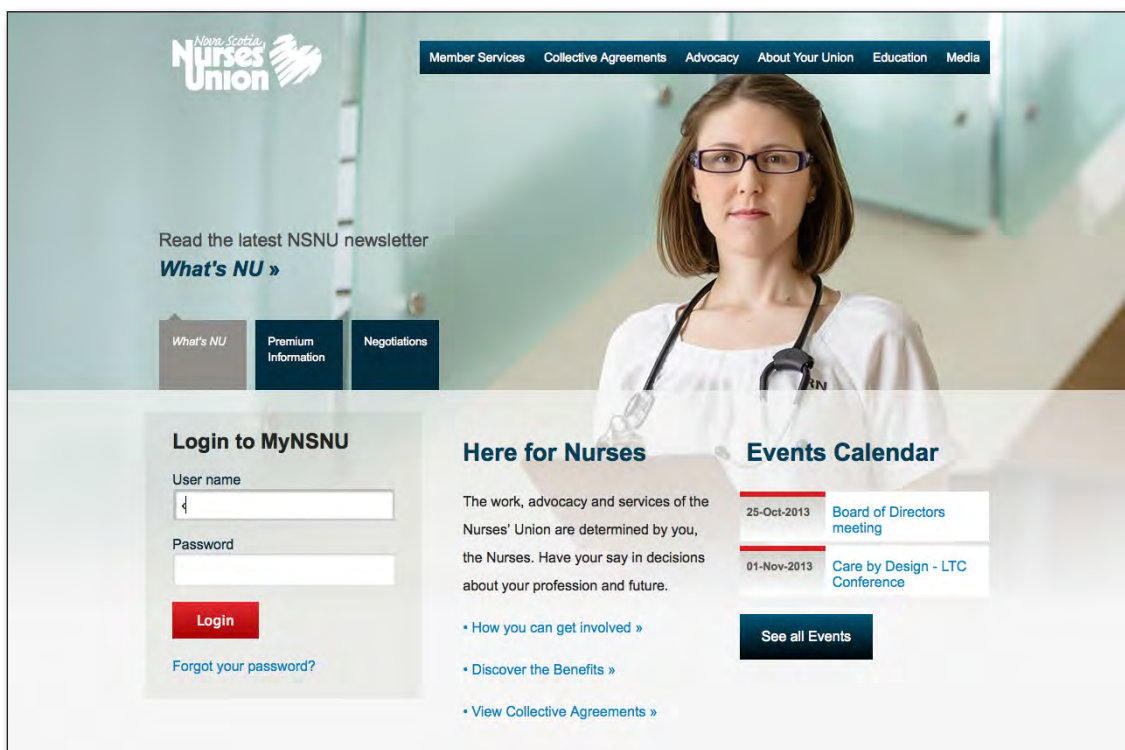 Nova Scotia
Nurses
Union
Member Services Collective Agreements Advocacy About Your Union Education Media
Read the latest NSNU newsletter
What's NU »
What's NU
Premium
Information
Negotiations
RN
Login to MyNSNU
User name
Password
Login
Forgot your password?
Here for Nurses
The work, advocacy and services of the
Nurses' Union are determined by you,
the Nurses. Have your say in decisions
about your profession and future.
• How you can get involved »
• Discover the Benefits »
• View Collective Agreements »
Events Calendar
25-Oct-2013 Board of Directors
meeting
01-Nov-2013 Care by Design - LTC
Conference
See all Events